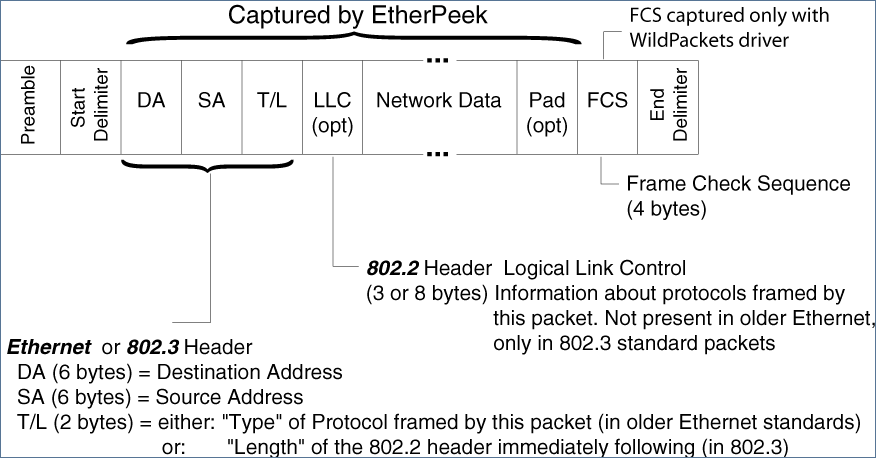 Captured by EtherPeek
FCS captured only with
WildPackets driver
Preamble
Start
Delimiter
DA
SA
T/L
LLC
(opt)
Network Data
Pad
(opt)
FCS
End
Delimiter
Frame Check Sequence
(4 bytes)
802.2 Header Logical Link Control
(3 or 8 bytes) Information about protocols framed by
this packet. Not present in older Ethernet,
only in 802.3 standard packets
Ethernet or 802.3 Header
DA (6 bytes) = Destination Address
SA (6 bytes) = Source Address
T/L (2 bytes) = either: "Type" of Protocol framed by this packet (in older Ethernet standards)
or: "Length" of the 802.2 header immediately following (in 802.3)